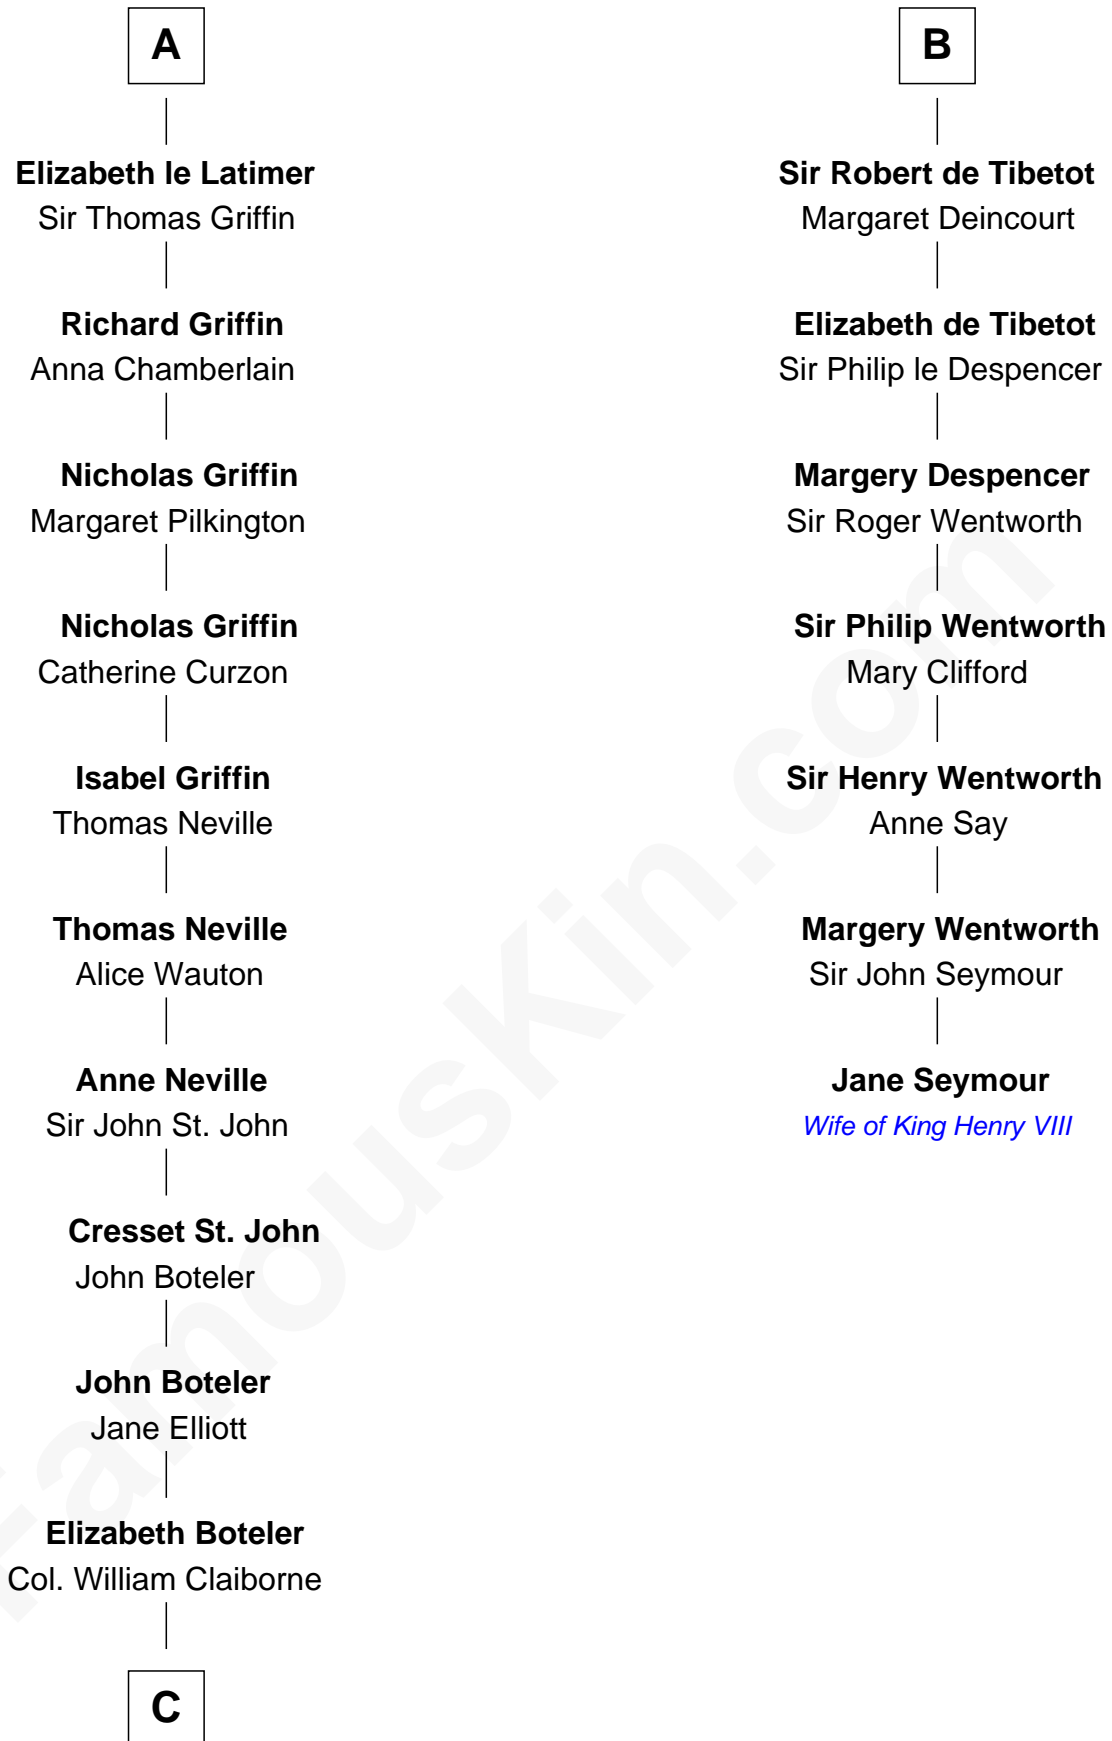 A
Elizabeth le Latimer
Sir Thomas Griffin
Richard Griffin
Anna Chamberlain
Nicholas Griffin
Margaret Pilkington
Nicholas Griffin
Catherine Curzon
Isabel Griffin
Thomas Neville
Thomas Neville
Alice Wauton
Anne Neville
Sir John St. John
Cresset St. John
John Boteler
John Boteler
Jane Elliott
Elizabeth Boteler
Col. William Claiborne
C
B
Sir Robert de Tibetot
Margaret Deincourt
Elizabeth de Tibetot
Sir Philip le Despencer
Margery Despencer
Sir Roger Wentworth
Sir Philip Wentworth
Mary Clifford
Sir Henry Wentworth
Anne Say
Margery Wentworth
Sir John Seymour
Jane Seymour
Wife of King Henry VIII
FamousKin.com